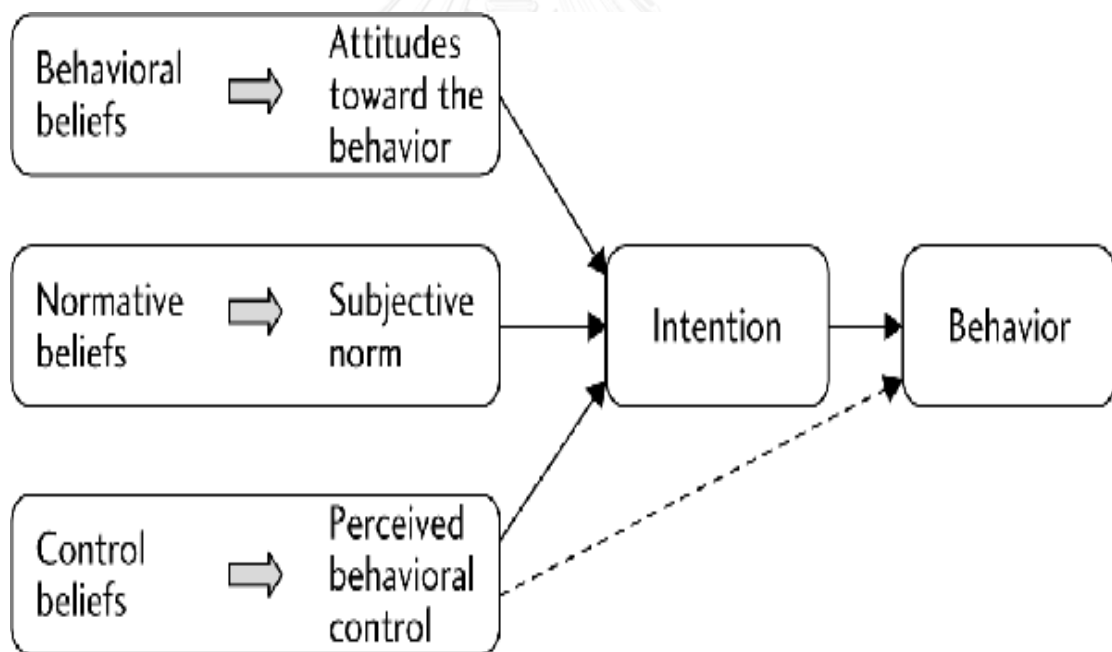 Behavioral
beliefs
Attitudes
toward the
behavior
Normative
beliefs
Subjective
norm
Intention
Behavior
Control
beliefs
Perceived
behavioral
control